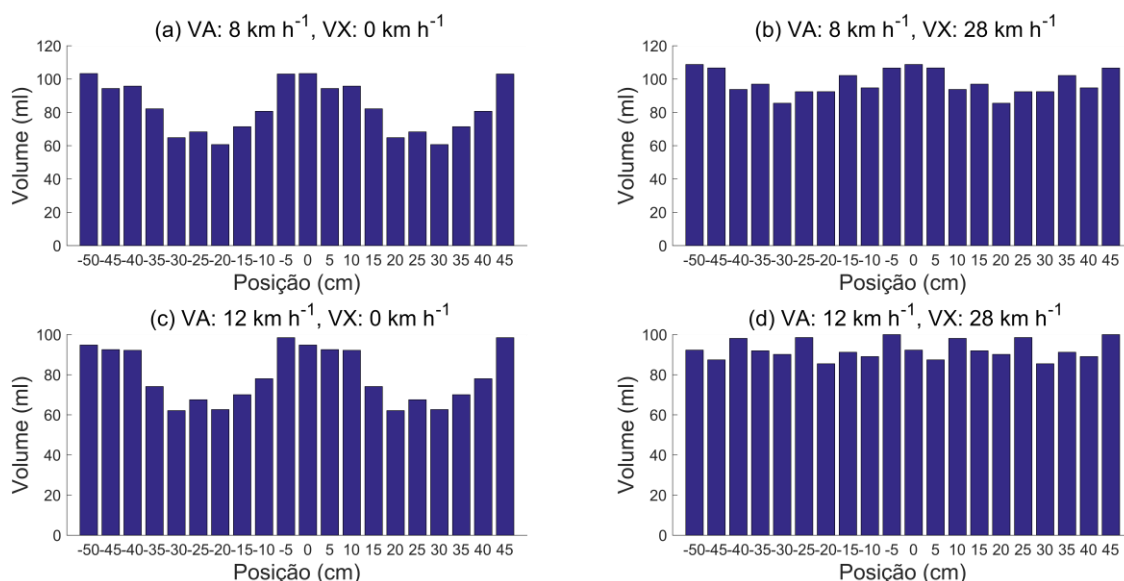 (a) VA: 8 km h⁻¹, VX: 0 km h⁻¹
120
100
80
60
40
20
0
Volume (ml)
-50 -45 -40 -35 -30 -25 -20 -15 -10 -5 0 5 10 15 20 25 30 35 40 45
Posição (cm)
(b) VA: 8 km h⁻¹, VX: 28 km h⁻¹
120
100
80
60
40
20
0
Volume (ml)
-50 -45 -40 -35 -30 -25 -20 -15 -10 -5 0 5 10 15 20 25 30 35 40 45
Posição (cm)
(c) VA: 12 km h⁻¹, VX: 0 km h⁻¹
100
80
60
40
20
0
Volume (ml)
-50 -45 -40 -35 -30 -25 -20 -15 -10 -5 0 5 10 15 20 25 30 35 40 45
Posição (cm)
(d) VA: 12 km h⁻¹, VX: 28 km h⁻¹
100
80
60
40
20
0
Volume (ml)
-50 -45 -40 -35 -30 -25 -20 -15 -10 -5 0 5 10 15 20 25 30 35 40 45
Posição (cm)